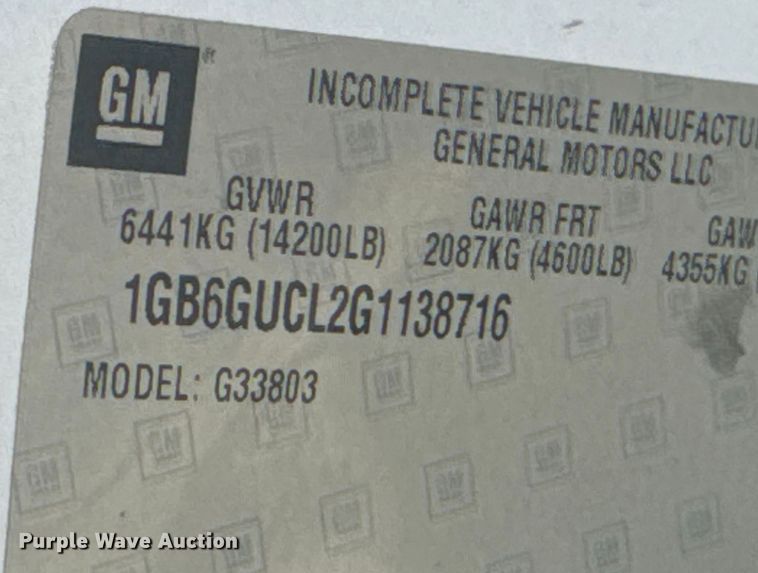 GM
INCOMPLETE VEHICLE MANUFACTU
GENERAL MOTORS LLC
GVWR GAWR FRT GAW
6441KG (14200LB) 2087KG (4600LB) 4355KG (
1GB6GUCL2G1138716
MODEL: G33803
Purple Wave Auction